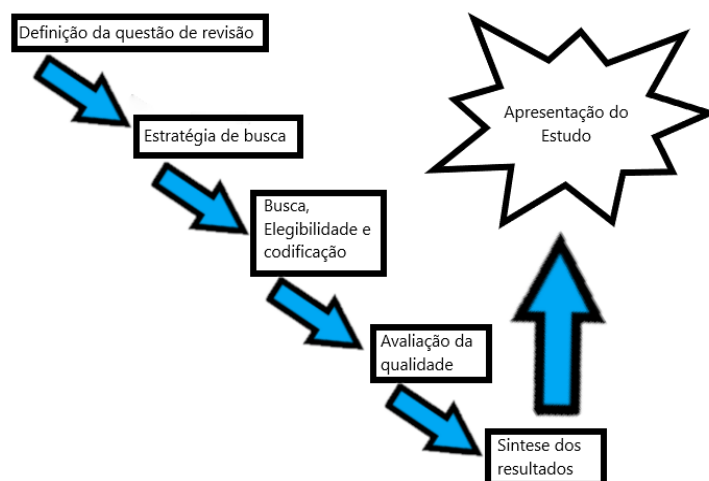 Definição da questão de revisão
Estratégia de busca
Busca,
Elegibilidade e
codificação
Avaliação da
qualidade
Sintese dos
resultados
Apresentação do
Estudo